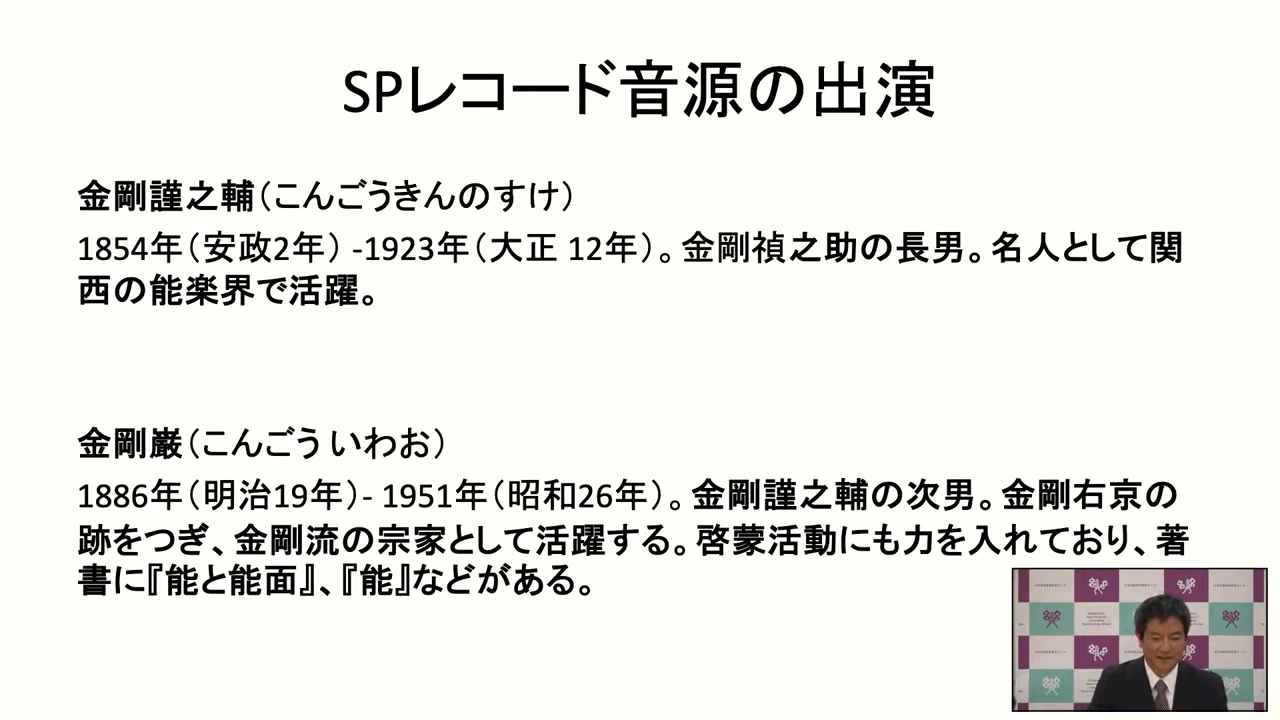 SPレコード音源の出演
金剛謹之輔（こんごうきんのすけ）
1854年（安政2年） -1923年（大正 12年）。金剛禎之助の長男。名人として関
西の能楽界で活躍。
金剛巌（こんごう いわお）
1886年（明治19年）- 1951年（昭和26年）。金剛謹之輔の次男。金剛右京の
跡をつぎ、金剛流の宗家として活躍する。啓蒙活動にも力を入れており、著
書に『能と能面』、『能』などがある。